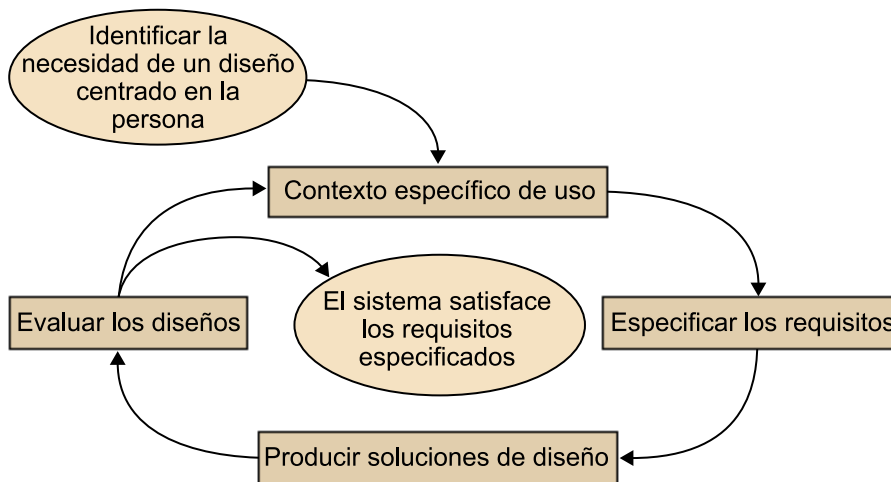 Identificar la
necesidad de un diseño
centrado en la
persona
Contexto específico de uso
Evaluar los diseños
El sistema satisface
los requisitos
especificados
Especificar los requisitos
Producir soluciones de diseño